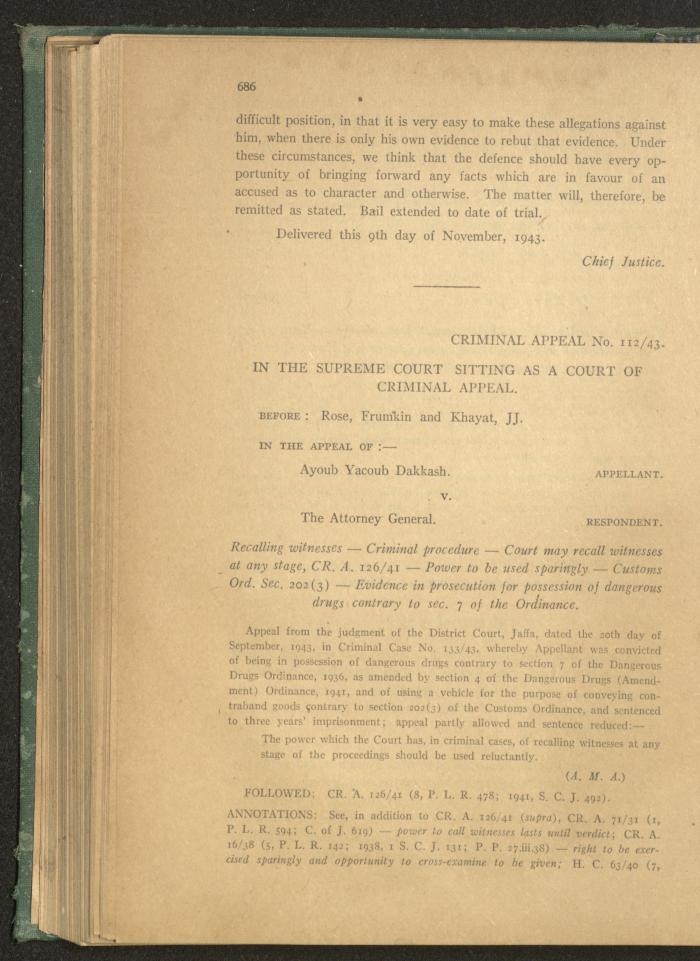 686
difficult position, in that it is very easy to make these allegations against
him, when there is only his own evidence to rebut that evidence. Under
these circumstances, we think that the defence should have every op-
portunity of bringing forward any facts which are in favour of an
accused as to character and otherwise. The matter will, therefore, be
remitted as stated. Bail extended to date of trial.
Delivered this 9th day of November, 1943.
Chief Justice.
CRIMINAL APPEAL No. 112/43.
IN THE SUPREME COURT SITTING AS A COURT OF
CRIMINAL APPEAL.
BEFORE : Rose, Frumkin and Khayat, JJ.
IN THE APPEAL OF :—
Ayoub Yacoub Dakkash. APPELLANT.
v.
The Attorney General. RESPONDENT.
Recalling witnesses — Criminal procedure — Court may recall witnesses
at any stage, CR. A. 126/41 — Power to be used sparingly — Customs
Ord. Sec. 202(3) — Evidence in prosecution for possession of dangerous
drugs contrary to sec. 7 of the Ordinance.
Appeal from the judgment of the District Court, Jaffa, dated the 20th day of
September, 1943, in Criminal Case No. 133/43, whereby Appellant was convicted
of being in possession of dangerous drugs contrary to section 7 of the Dangerous
Drugs Ordinance, 1936, as amended by section 4 of the Dangerous Drugs (Amend-
ment) Ordinance, 1941, and of using a vehicle for the purpose of conveying con-
traband goods contrary to section 202(3) of the Customs Ordinance, and sentenced
to three years' imprisonment; appeal partly allowed and sentence reduced:—
The power which the Court has, in criminal cases, of recalling witnesses at any
stage of the proceedings should be used reluctantly.
(A. M. A.)
FOLLOWED: CR. A. 126/41 (8, P. L. R. 478; 1941, S. C. J. 492).
ANNOTATIONS: See, in addition to CR. A. 126/41 (supra), CR. A. 71/31 (1,
P. L. R. 594; C. of J. 619) — power to call witnesses lasts until verdict; CR. A.
16/38 (5, P. L. R. 142; 1938, 1 S. C. J. 131; P. P. 27.iii.38) — right to be exer-
cised sparingly and opportunity to cross-examine to be given; H. C. 63/40 (7,